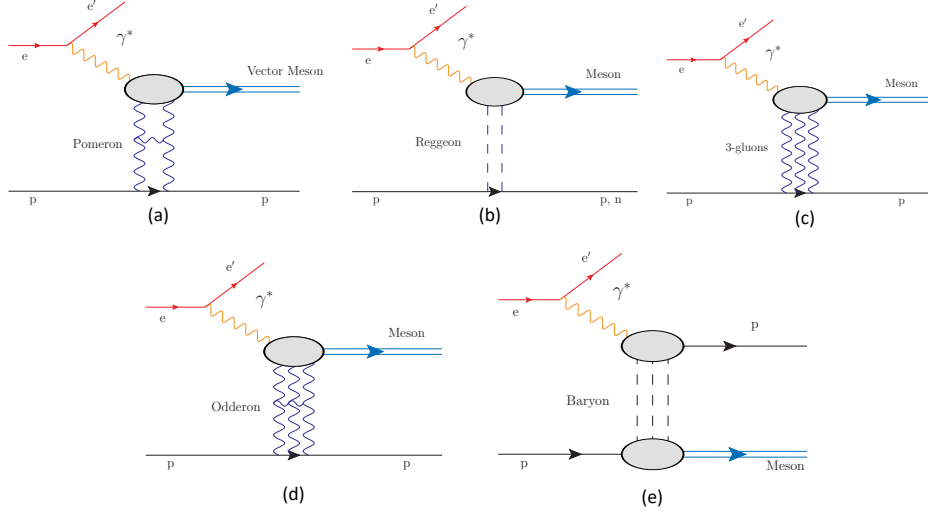 e′
e
γ*
Vector Meson
Pomeron
p
p
(a)
e′
e
γ*
Meson
Reggeon
p
p, n
(b)
e′
e
γ*
Meson
3-gluons
p
p
(c)
e′
e
γ*
Meson
Odderon
p
p
(d)
e′
e
γ*
p
Baryon
p
Meson
(e)